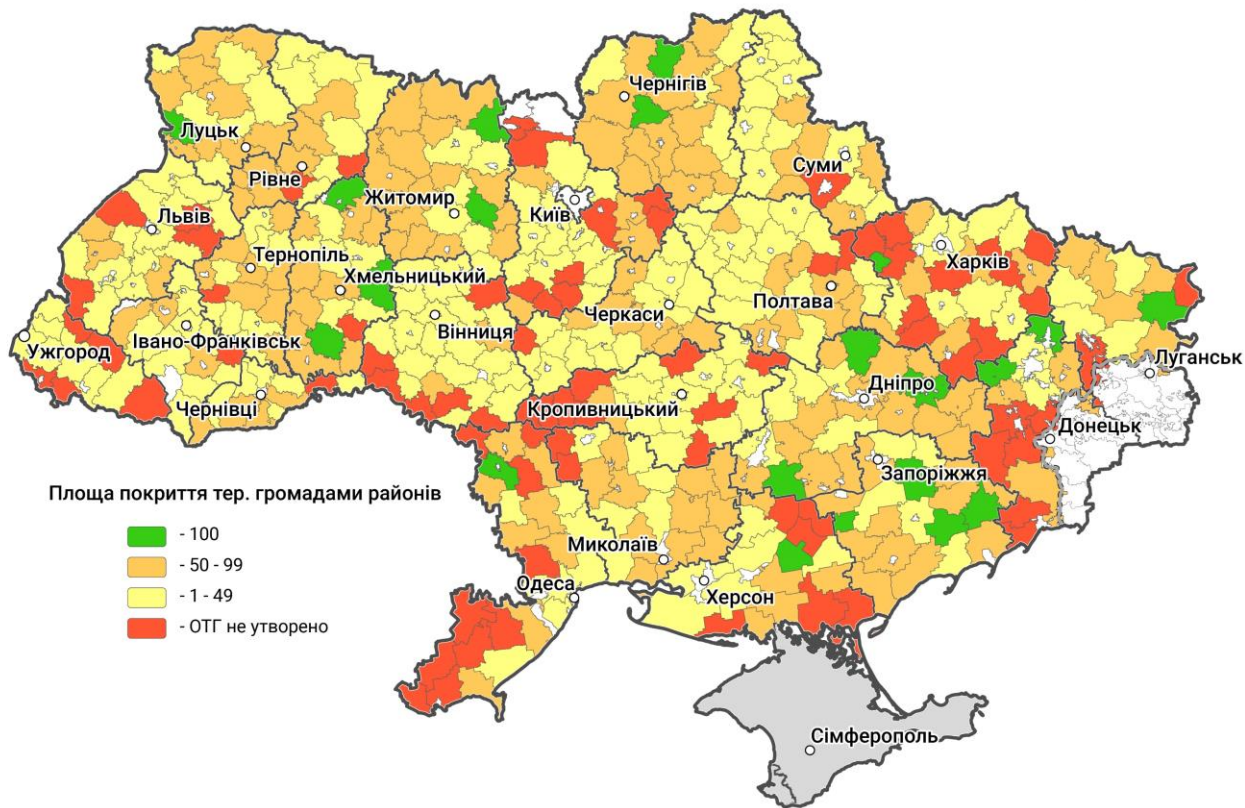 Чернігів
Луцьк
Суми
Рівне
Житомир
Київ
Львів
Харків
Тернопіль
Хмельницький
Полтава
Черкаси
Вінниця
Ужгород
Івано-Франківськ
Луганськ
Дніпро
Чернівці
Кропивницький
Донецьк
Запоріжжя
Площа покриття тер. громадами районів
- 100
- 50 - 99
- 1 - 49
- ОТГ не утворено
Миколаїв
Одеса
Херсон
Сімферополь